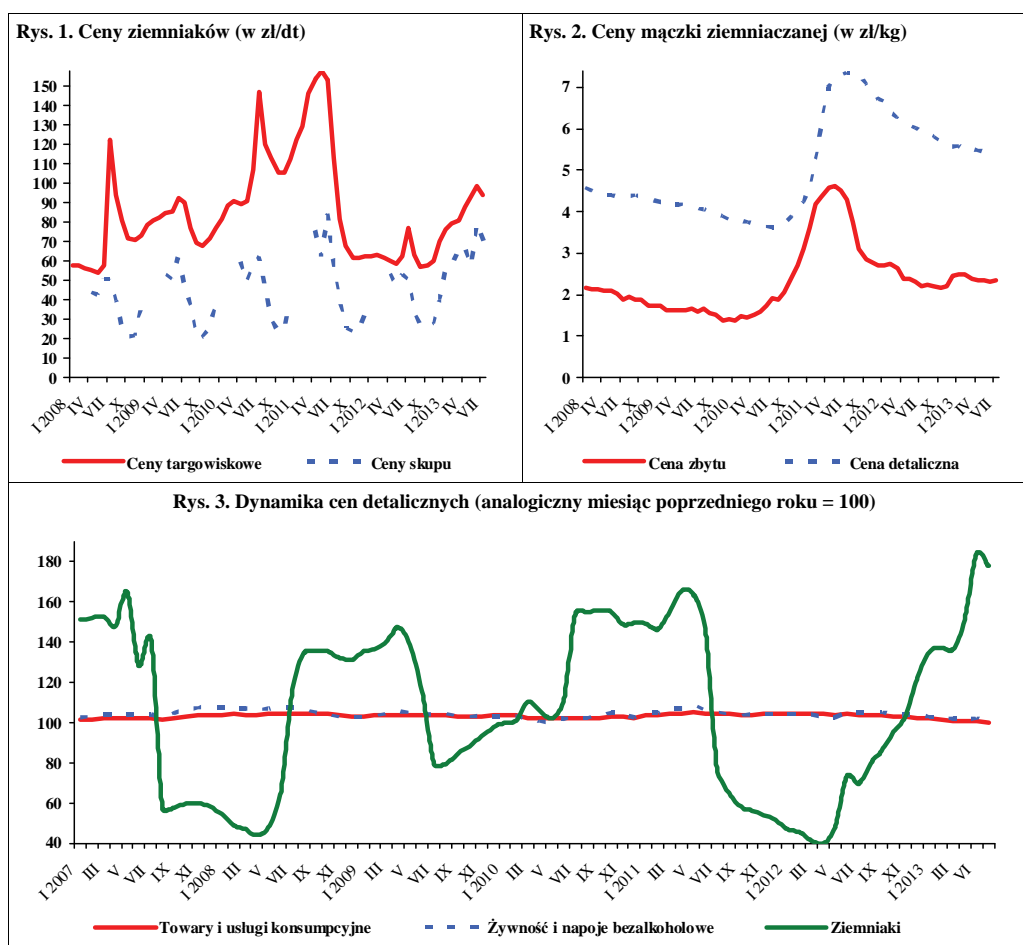 Rys. 1. Ceny ziemniaków (w zł/dt)
150
140
130
120
110
100
90
80
70
60
50
40
30
20
10
0
I 2008
IV
VII
X
I 2009
IV
VII
X
I 2010
IV
VII
X
I 2011
IV
VII
X
I 2012
IV
VII
X
I 2013
IV
VII
Ceny targowiskowe
Ceny skupu
Rys. 2. Ceny mączki ziemniaczanej (w zł/kg)
7
6
5
4
3
2
1
0
I 2008
IV
VII
X
I 2009
IV
VII
X
I 2010
IV
VII
X
I 2011
IV
VII
X
I 2012
IV
VII
X
I 2013
IV
VII
Cena zbytu
Cena detaliczna
Rys. 3. Dynamika cen detalicznych (analogiczny miesiąc poprzedniego roku = 100)
180
160
140
120
100
80
60
40
I 2007
III
V
VII
IX
XI
I 2008
III
V
VII
IX
XI
I 2009
III
V
VII
IX
XI
I 2010
III
V
VII
IX
XI
I 2011
III
V
VII
IX
XI
I 2012
III
V
VII
IX
XI
I 2013
III
VI
Towary i usługi konsumpcyjne
Żywność i napoje bezalkoholowe
Ziemniaki